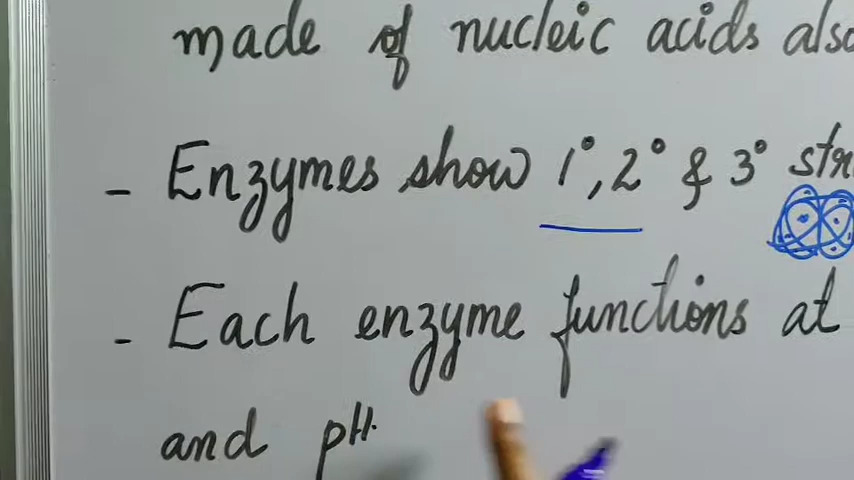 made of nucleic acids also
- Enzymes show 1°, 2° & 3°
- Each enzyme functions at
and pH.